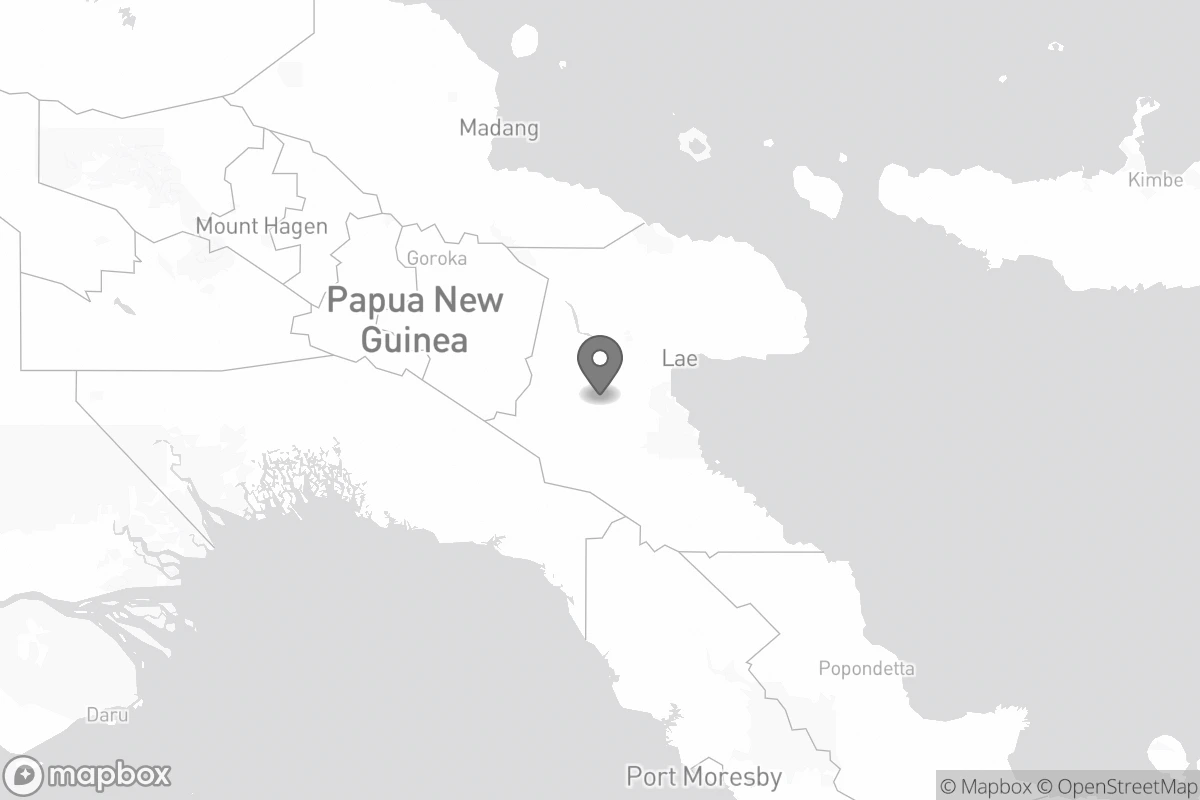 Madang
Kimbe
Mount Hagen
Goroka
Papua New
Guinea
Lae
Popondetta
Daru
Port Moresby
mapbox
© Mapbox © OpenStreetMap